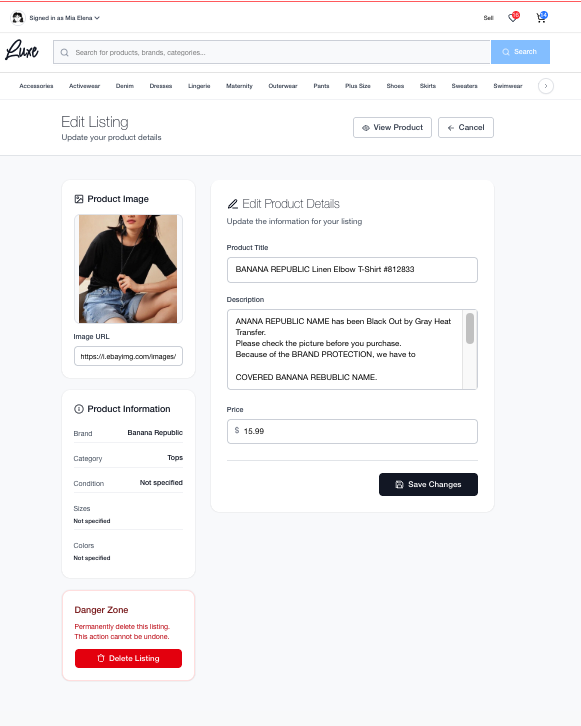 Signed in as Mia Elena
Sell
Luxe
Search for products, brands, categories...
Search
Accessories Activewear Denim Dresses Lingerie Maternity Outerwear Pants Plus Size Shoes Skirts Sweaters Swimwear
Edit Listing
Update your product details
View Product
Cancel
Product Image
Image URL
https://i.ebayimg.com/images/
Product Information
Brand Banana Republic
Category Tops
Condition Not specified
Sizes
Not specified
Colors
Not specified
Danger Zone
Permanently delete this listing.
This action cannot be undone.
Delete Listing
Edit Product Details
Update the information for your listing
Product Title
BANANA REPUBLIC Linen Elbow T-Shirt #812833
Description
ANANA REPUBLIC NAME has been Black Out by Gray Heat
Transfer.
Please check the picture before you purchase.
Because of the BRAND PROTECTION, we have to
COVERED BANANA REBUBLIC NAME.
Price
$ 15.99
Save Changes